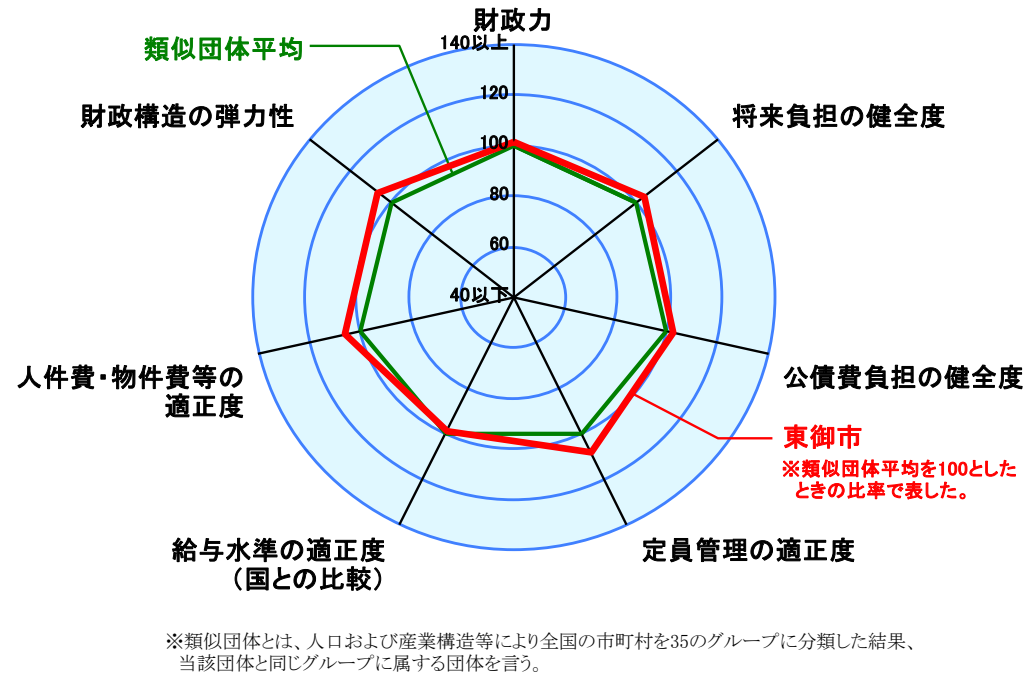 財政力
140以上
類似団体平均
120
財政構造の弾力性
将来負担の健全度
100
80
60
40以下
人件費・物件費等の
適正度
公債費負担の健全度
東御市
※類似団体平均を100とした
ときの比率で表した。
給与水準の適正度
（国との比較）
定員管理の適正度
※類似団体とは、人口および産業構造等により全国の市町村を35のグループに分類した結果、
当該団体と同じグループに属する団体を言う。